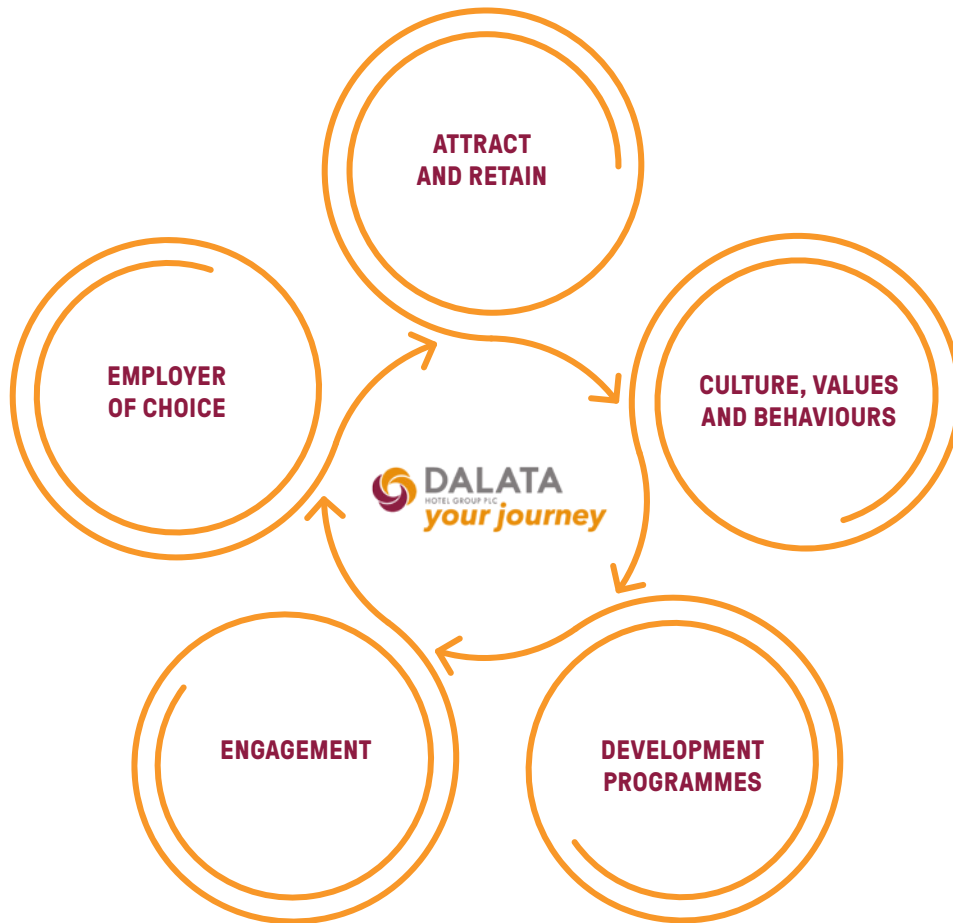 ATTRACT
AND RETAIN
EMPLOYER
OF CHOICE
CULTURE, VALUES
AND BEHAVIOURS
DALATA
HOTEL GROUP PLC
your journey
ENGAGEMENT
DEVELOPMENT
PROGRAMMES